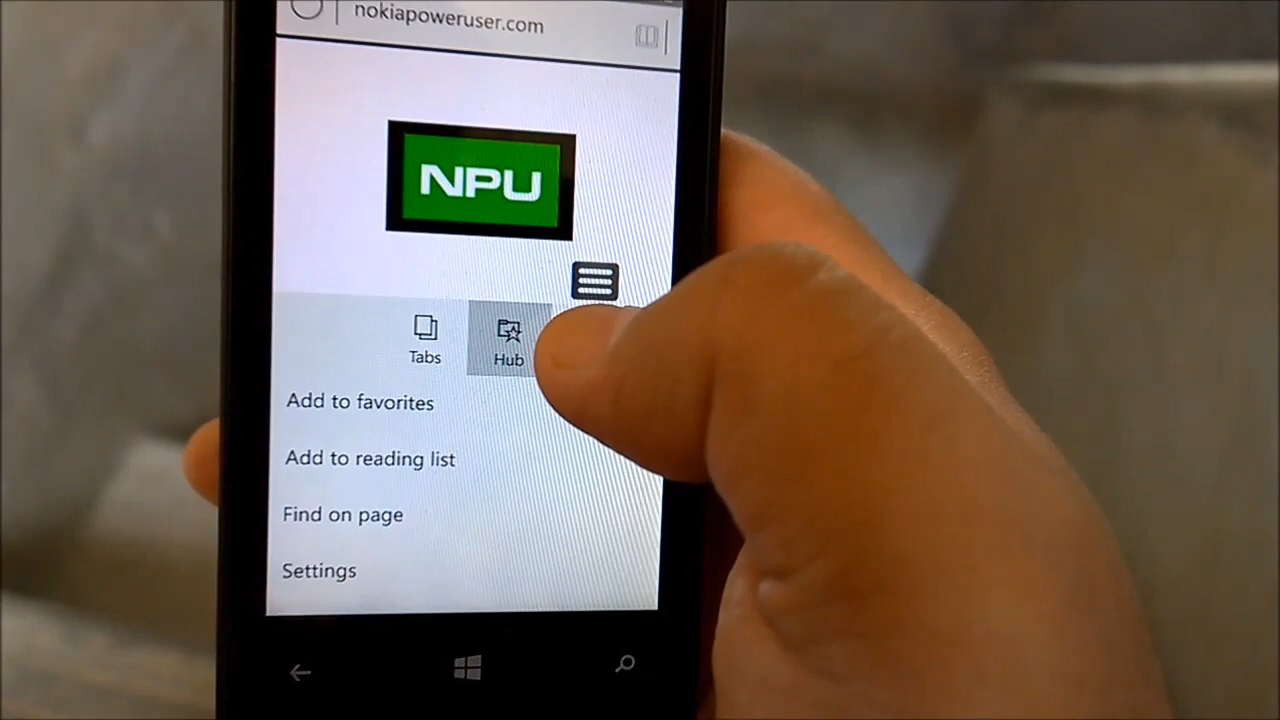 nokiapoweruser.com
NPU
Tabs
Hub
Add to favorites
Add to reading list
Find on page
Settings